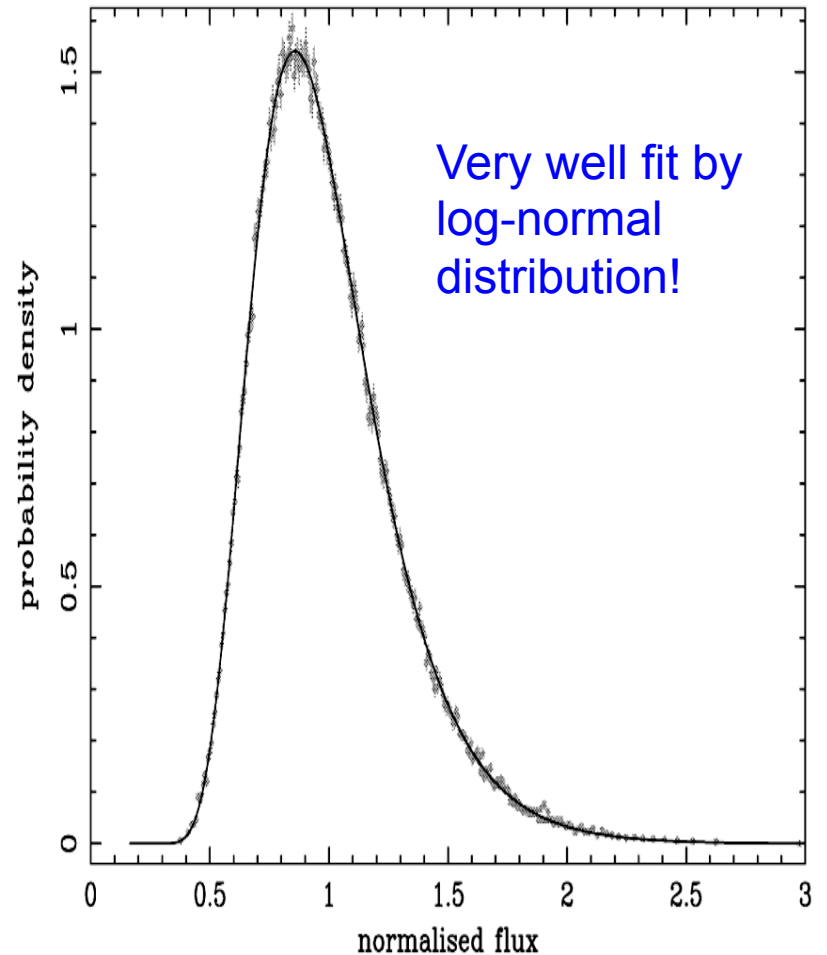 1.5
1
0.5
0
probability density
Very well fit by
log-normal
distribution!
0 0.5 1 1.5 2 2.5 3
normalised flux